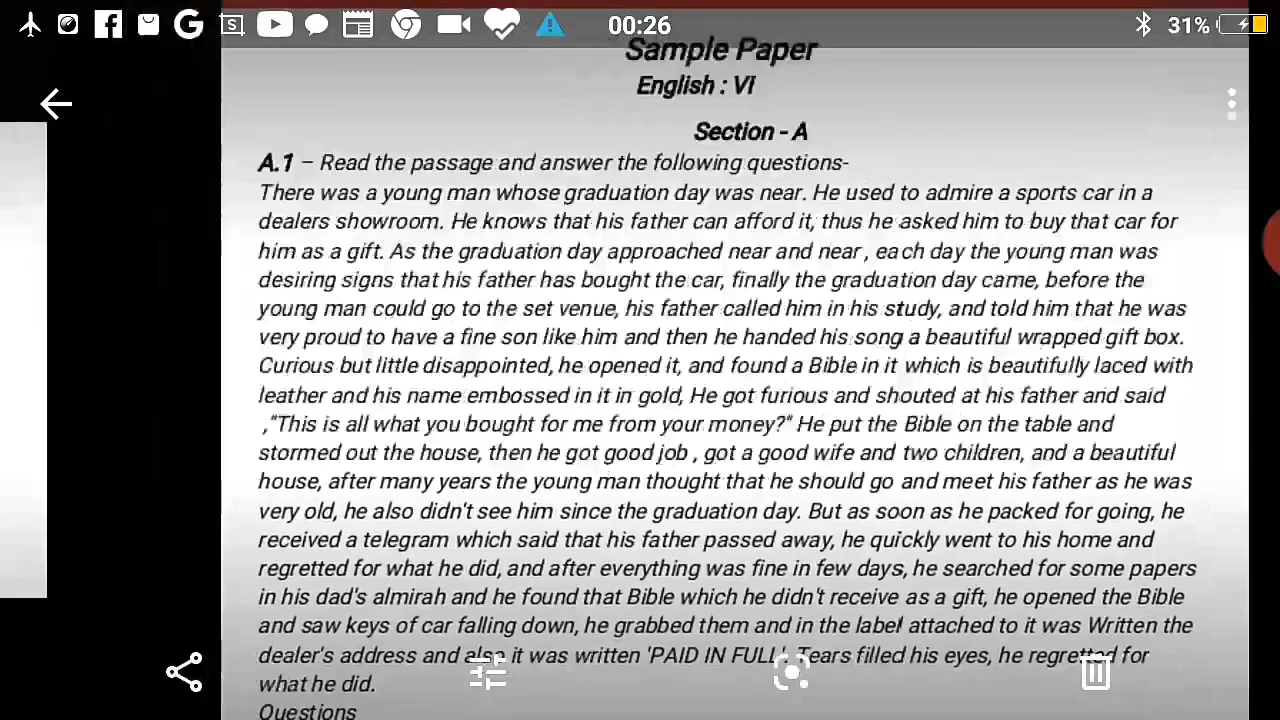 00:26 31%
Sample Paper
English : VI
Section - A
A.1 – Read the passage and answer the following questions-
There was a young man whose graduation day was near. He used to admire a sports car in a
dealers showroom. He knows that his father can afford it, thus he asked him to buy that car for
him as a gift. As the graduation day approached near and near , each day the young man was
desiring signs that his father has bought the car, finally the graduation day came, before the
young man could go to the set venue, his father called him in his study, and told him that he was
very proud to have a fine son like him and then he handed his song a beautiful wrapped gift box.
Curious but little disappointed, he opened it, and found a Bible in it which is beautifully laced with
leather and his name embossed in it in gold, He got furious and shouted at his father and said
,"This is all what you bought for me from your money?" He put the Bible on the table and
stormed out the house, then he got good job , got a good wife and two children, and a beautiful
house, after many years the young man thought that he should go and meet his father as he was
very old, he also didn't see him since the graduation day. But as soon as he packed for going, he
received a telegram which said that his father passed away, he quickly went to his home and
regretted for what he did, and after everything was fine in few days, he searched for some papers
in his dad's almirah and he found that Bible which he didn't receive as a gift, he opened the Bible
and saw keys of car falling down, he grabbed them and in the label attached to it was Written the
dealer's address and also it was written 'PAID IN FULL'. Tears filled his eyes, he regretted for
what he did.
Questions